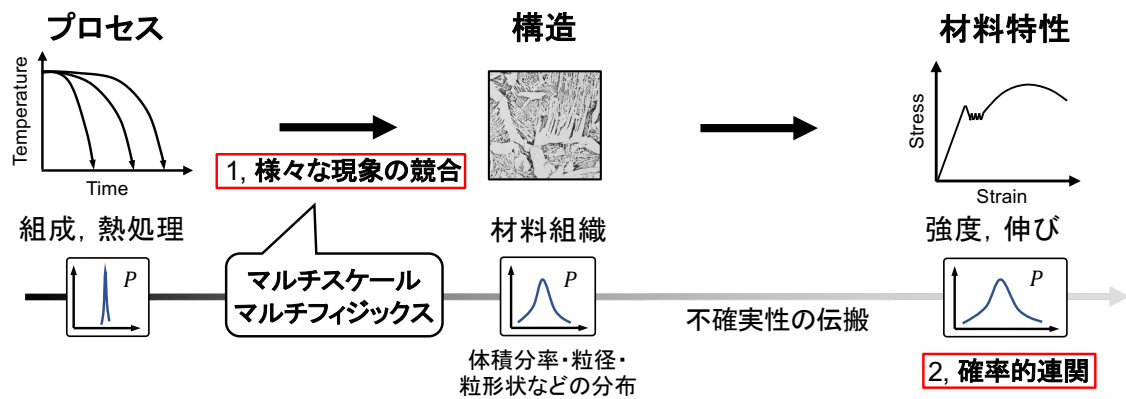 プロセス
構造
材料特性
Temperature
Time
1, 様々な現象の競合
Stress
Strain
組成, 熱処理
材料組織
強度, 伸び
P
マルチスケール
マルチフィジックス
P
不確実性の伝搬
P
体積分率・粒径・
粒形状などの分布
2, 確率的連関